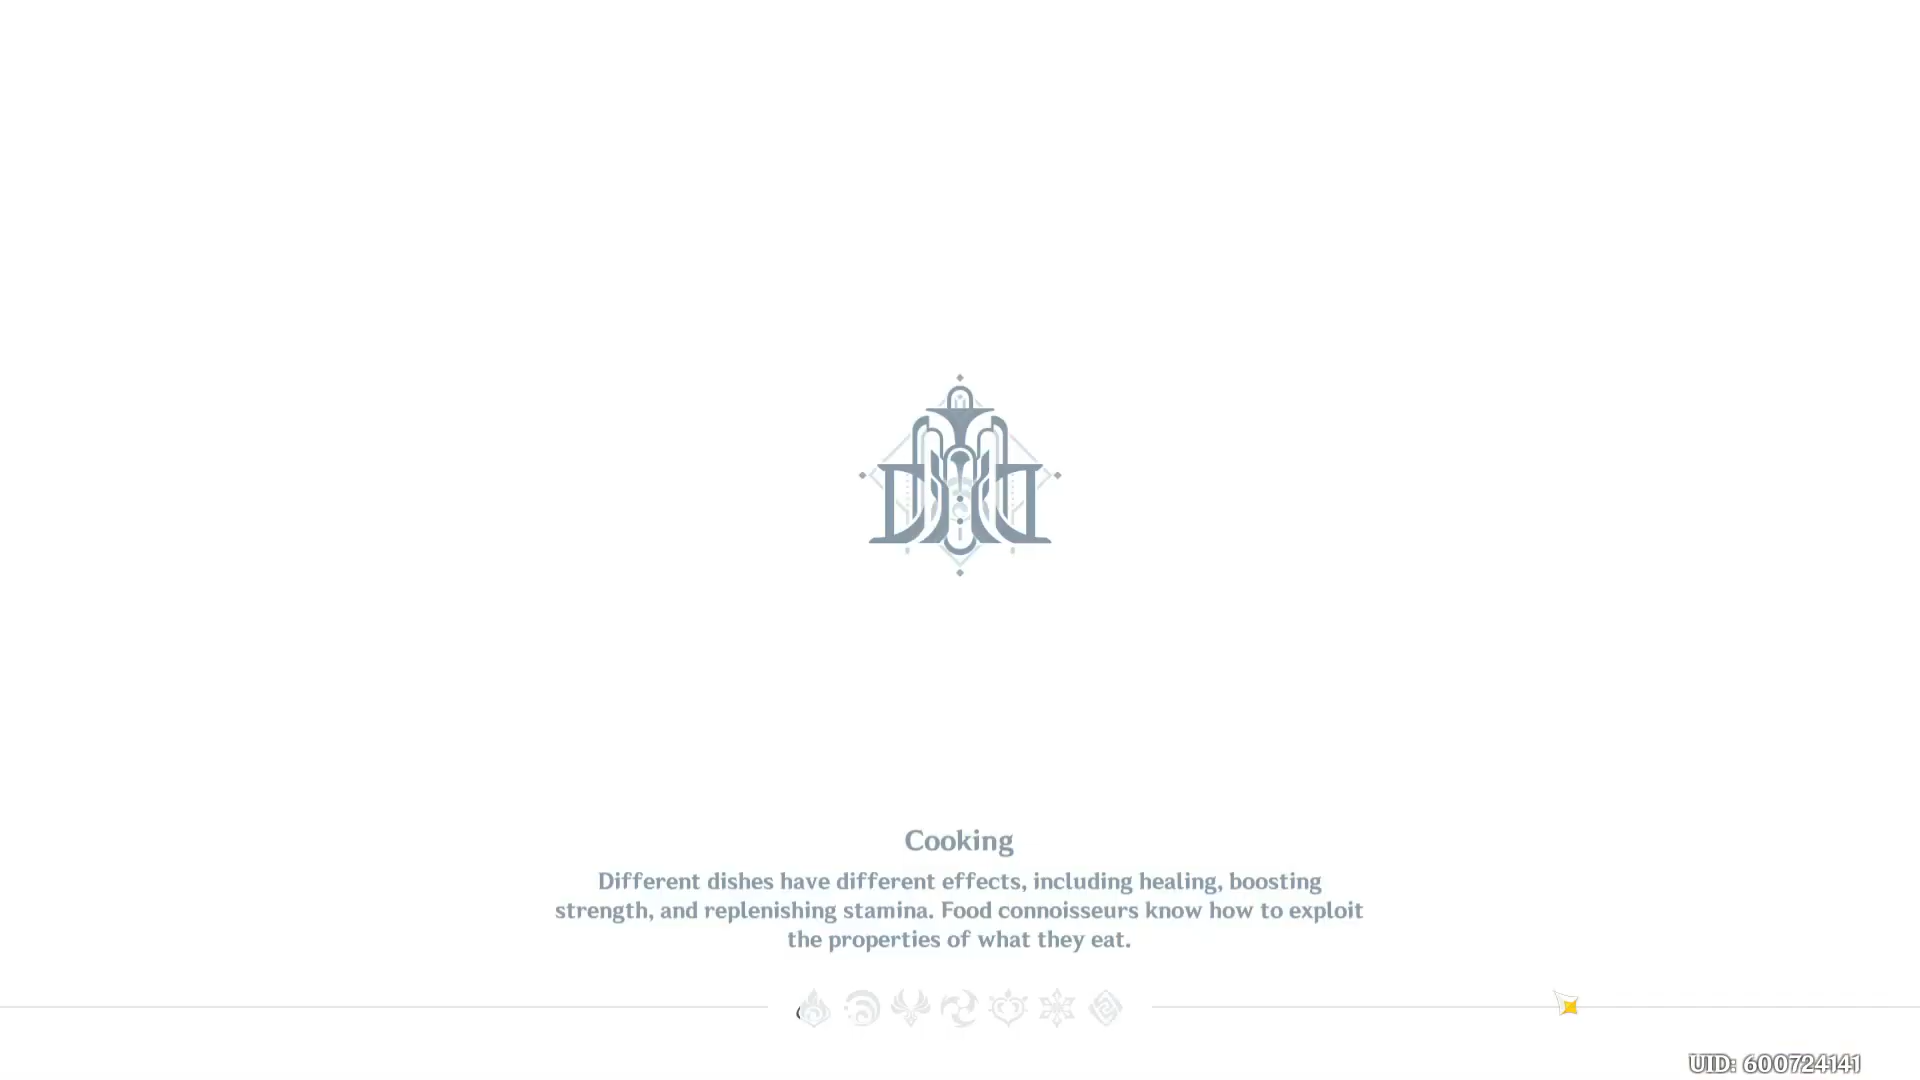 Cooking
Different dishes have different effects, including healing, boosting
strength, and replenishing stamina. Food connoisseurs know how to exploit
the properties of what they eat.
UID: 600724141